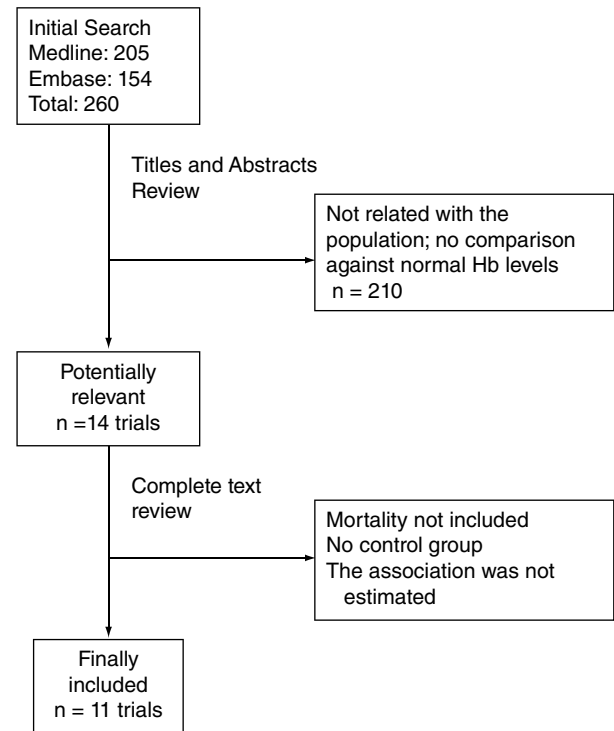 Initial Search
Medline: 205
Embase: 154
Total: 260
Titles and Abstracts
Review
Not related with the
population; no comparison
against normal Hb levels
n = 210
Potentially
relevant
n =14 trials
Complete text
review
Mortality not included
No control group
The association was not
estimated
Finally
included
n = 11 trials